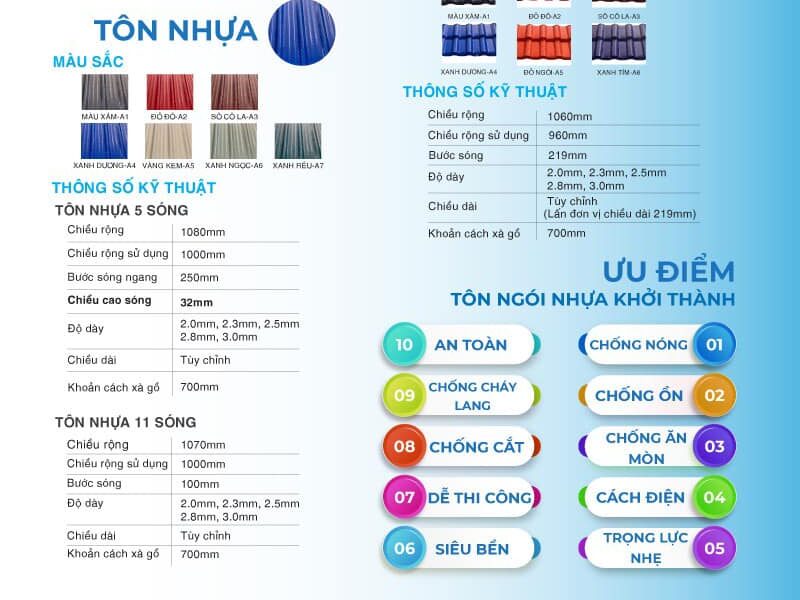 TÔN NHỰA
MÀU SẮC
MÀU XÁM-A1
ĐỎ ĐÔ-A2
SÔ CÔ LA-A3
XANH DƯƠNG-A4
VÀNG KEM-A5
XANH NGỌC-A6
XANH RÊU-A7
THÔNG SỐ KỸ THUẬT
TÔN NHỰA 5 SÓNG
Chiều rộng 1080mm
Chiều rộng sử dụng 1000mm
Bước sóng ngang 250mm
Chiều cao sóng 32mm
Độ dày 2.0mm, 2.3mm, 2.5mm
2.8mm, 3.0mm
Chiều dài Tùy chỉnh
Khoản cách xà gồ 700mm
TÔN NHỰA 11 SÓNG
Chiều rộng 1070mm
Chiều rộng sử dụng 1000mm
Bước sóng 100mm
Độ dày 2.0mm, 2.3mm, 2.5mm
2.8mm, 3.0mm
Chiều dài Tùy chỉnh
Khoản cách xà gồ 700mm
MÀU XÁM-A1
ĐỎ ĐÔ-A2
SÔ CÔ LA-A3
XANH DƯƠNG-A4
ĐỎ NGÓI-A5
XANH TÍM-A6
THÔNG SỐ KỸ THUẬT
Chiều rộng 1060mm
Chiều rộng sử dụng 960mm
Bước sóng 219mm
Độ dày 2.0mm, 2.3mm, 2.5mm
2.8mm, 3.0mm
Chiều dài Tùy chỉnh
(Lấn đơn vị chiều dài 219mm)
Khoản cách xà gồ 700mm
ƯU ĐIỂM
TÔN NGÓI NHỰA KHỞI THÀNH
10 AN TOÀN
CHỐNG NÓNG 01
09 CHỐNG CHÁY
LANG
CHỐNG ỒN 02
08 CHỐNG CẮT
CHỐNG ĂN
MÒN 03
07 DỄ THI CÔNG
CÁCH ĐIỆN 04
06 SIÊU BỀN
TRỌNG LỰC
NHẸ 05